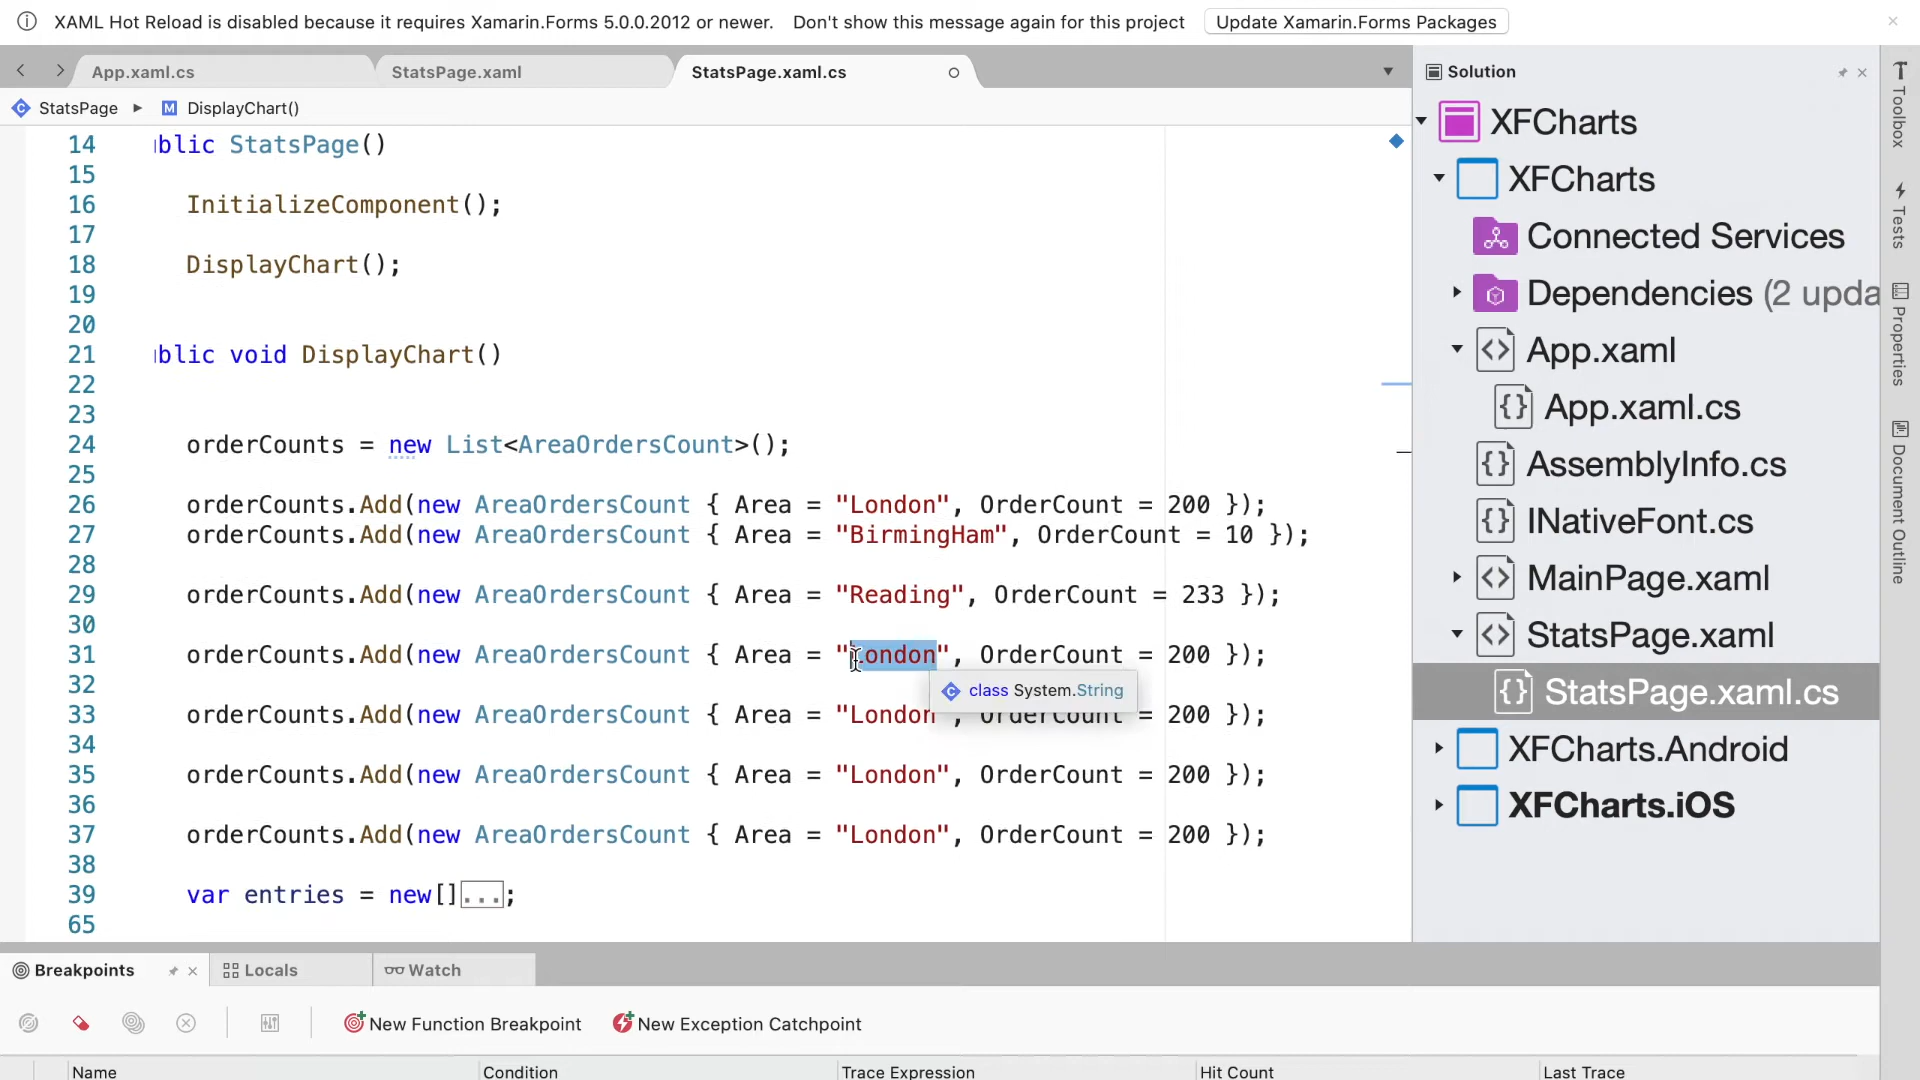 XAML Hot Reload is disabled because it requires Xamarin.Forms 5.0.0.2012 or newer. Don't show this message again for this project Update Xamarin.Forms Packages
App.xaml.cs StatsPage.xaml StatsPage.xaml.cs
StatsPage DisplayChart()
14 ublic StatsPage()
15
16 InitializeComponent();
17
18 DisplayChart();
19
20
21 ublic void DisplayChart()
22
23
24 orderCounts = new List<AreaOrdersCount>();
25
26 orderCounts.Add(new AreaOrdersCount { Area = "London", OrderCount = 200 });
27 orderCounts.Add(new AreaOrdersCount { Area = "BirmingHam", OrderCount = 10 });
28
29 orderCounts.Add(new AreaOrdersCount { Area = "Reading", OrderCount = 233 });
30
31 orderCounts.Add(new AreaOrdersCount { Area = "London", OrderCount = 200 });
32 class System.String
33 orderCounts.Add(new AreaOrdersCount { Area = "London", OrderCount = 200 });
34
35 orderCounts.Add(new AreaOrdersCount { Area = "London", OrderCount = 200 });
36
37 orderCounts.Add(new AreaOrdersCount { Area = "London", OrderCount = 200 });
38
39 var entries = new[]...;
65
Solution
XFCharts
XFCharts
Connected Services
Dependencies (2 upda
App.xaml
App.xaml.cs
AssemblyInfo.cs
INativeFont.cs
MainPage.xaml
StatsPage.xaml
StatsPage.xaml.cs
XFCharts.Android
XFCharts.iOS
Toolbox
Tests
Properties
Document Outline
Breakpoints Locals Watch
New Function Breakpoint New Exception Catchpoint
Name Condition Trace Expression Hit Count Last Trace